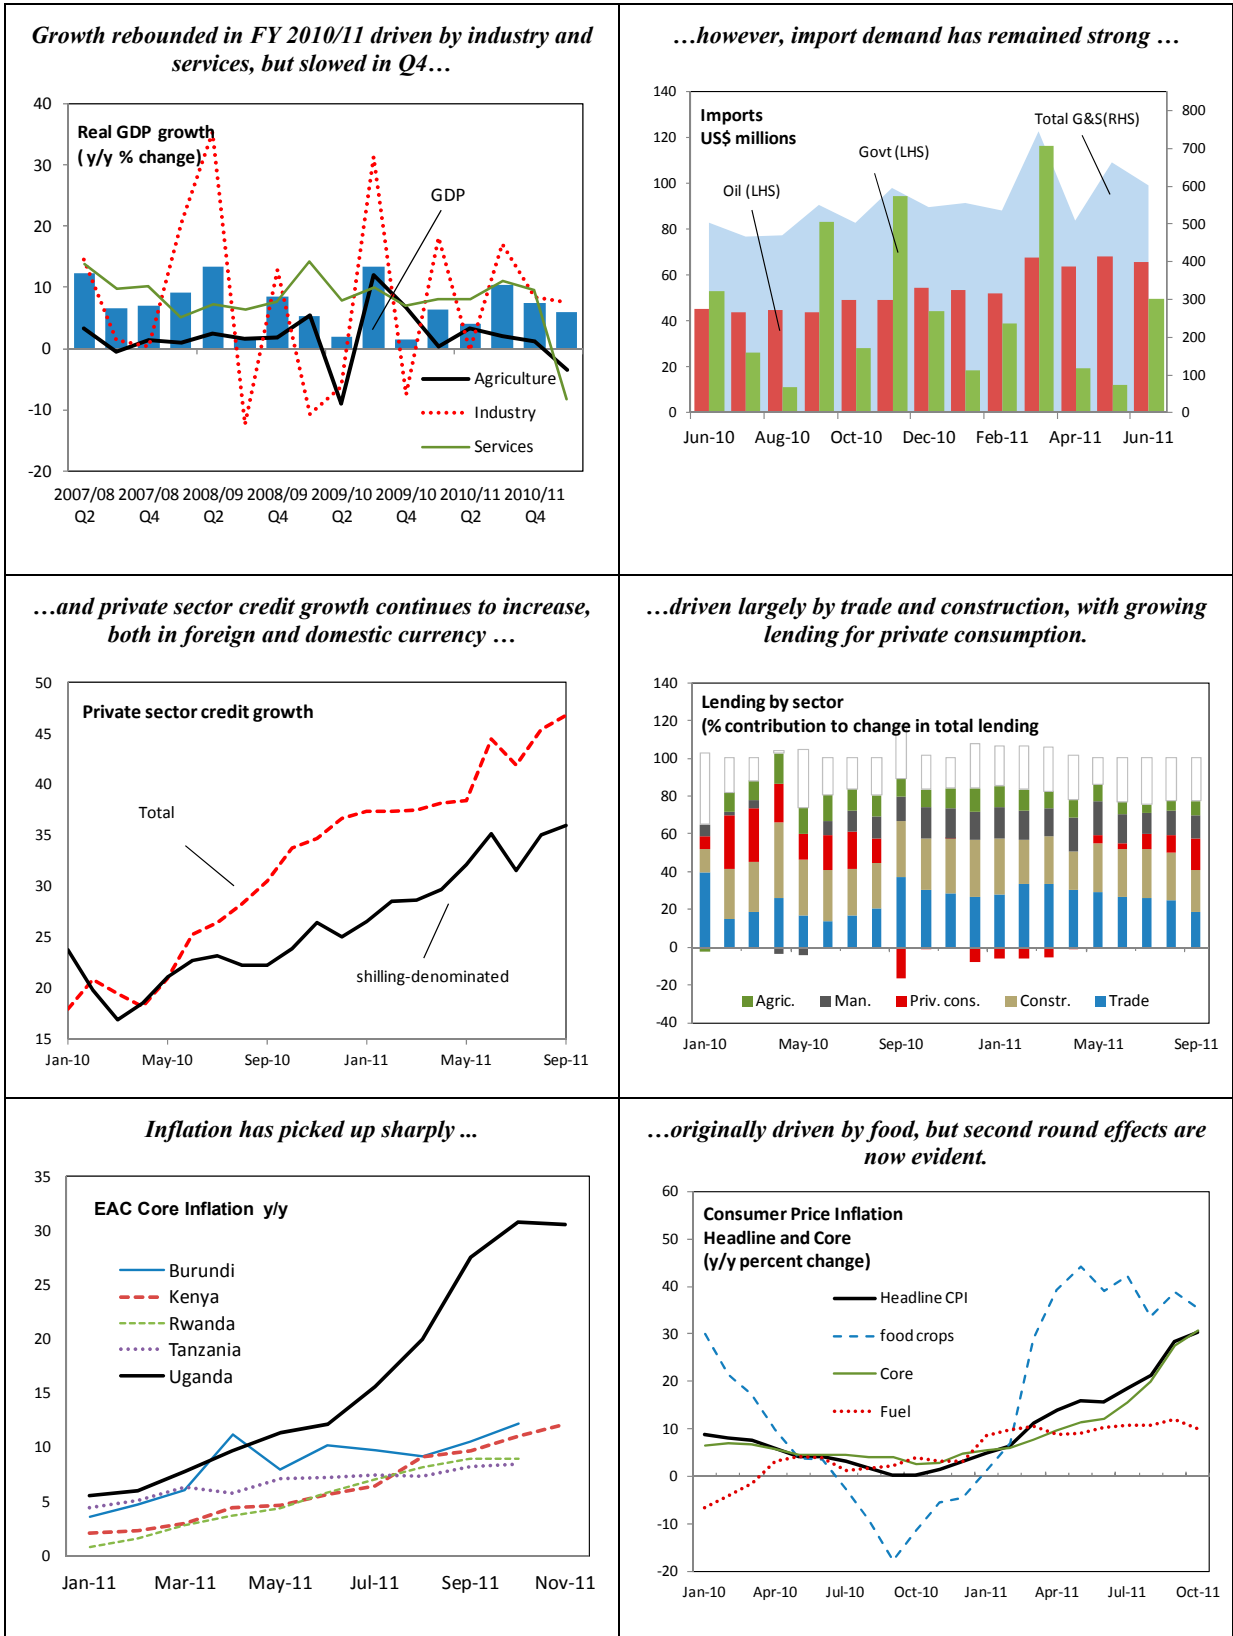 Growth rebounded in FY 2010/11 driven by industry and
services, but slowed in Q4…
40
30
20
10
0
-10
-20
Real GDP growth
( y/y % change)
GDP
Agriculture
Industry
Services
2007/08 2007/08 2008/09 2008/09 2009/10 2009/10 2010/11 2010/11
Q2 Q4 Q2 Q4 Q2 Q4 Q2 Q4
…however, import demand has remained strong …
140
120
100
80
60
40
20
0
Imports
US$ millions
Total G&S(RHS)
Govt (LHS)
Oil (LHS)
800
700
600
500
400
300
200
100
0
Jun-10 Aug-10 Oct-10 Dec-10 Feb-11 Apr-11 Jun-11
…and private sector credit growth continues to increase,
both in foreign and domestic currency …
50
45
40
35
30
25
20
15
Private sector credit growth
Total
shilling-denominated
Jan-10 May-10 Sep-10 Jan-11 May-11 Sep-11
…driven largely by trade and construction, with growing
lending for private consumption.
140
120
100
80
60
40
20
0
-20
-40
Lending by sector
(% contribution to change in total lending
Agric. Man. Priv. cons. Constr. Trade
Jan-10 May-10 Sep-10 Jan-11 May-11 Sep-11
Inflation has picked up sharply ...
35
30
25
20
15
10
5
0
EAC Core Inflation y/y
Burundi
Kenya
Rwanda
Tanzania
Uganda
Jan-11 Mar-11 May-11 Jul-11 Sep-11 Nov-11
…originally driven by food, but second round effects are
now evident.
60
50
40
30
20
10
0
-10
-20
Consumer Price Inflation
Headline and Core
(y/y percent change)
Headline CPI
food crops
Core
Fuel
Jan-10 Apr-10 Jul-10 Oct-10 Jan-11 Apr-11 Jul-11 Oct-11